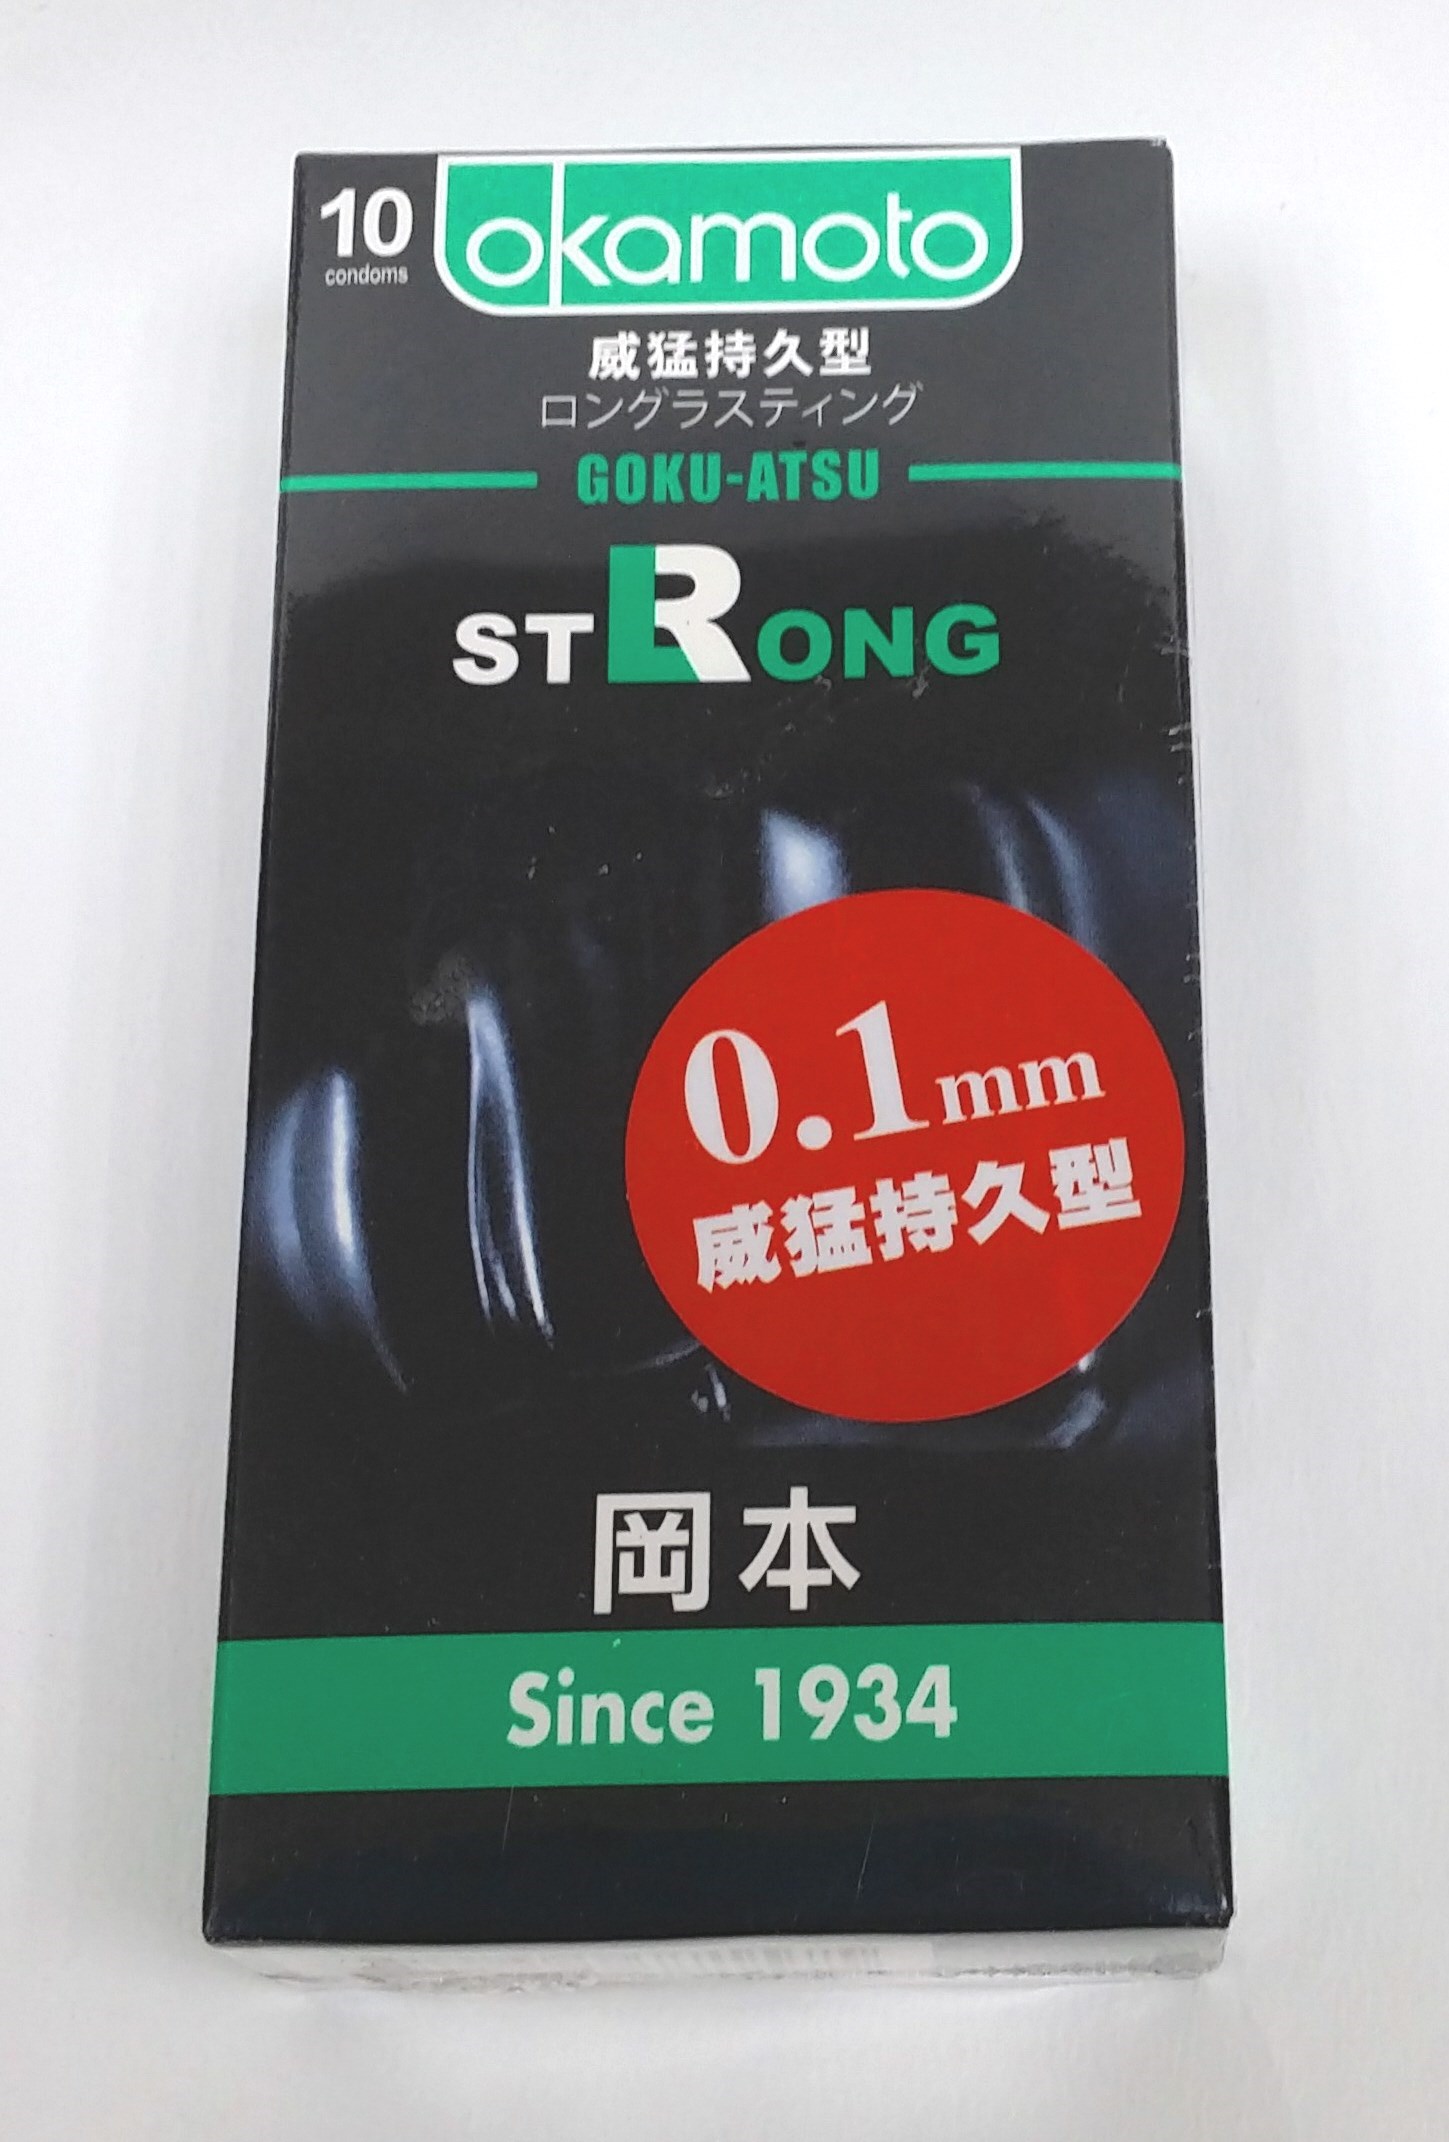 10
condoms
okamoto
威猛持久型
ロングラスティング
GOKU-ATSU
STRONG
0.1mm
威猛持久型
岡本
Since 1934